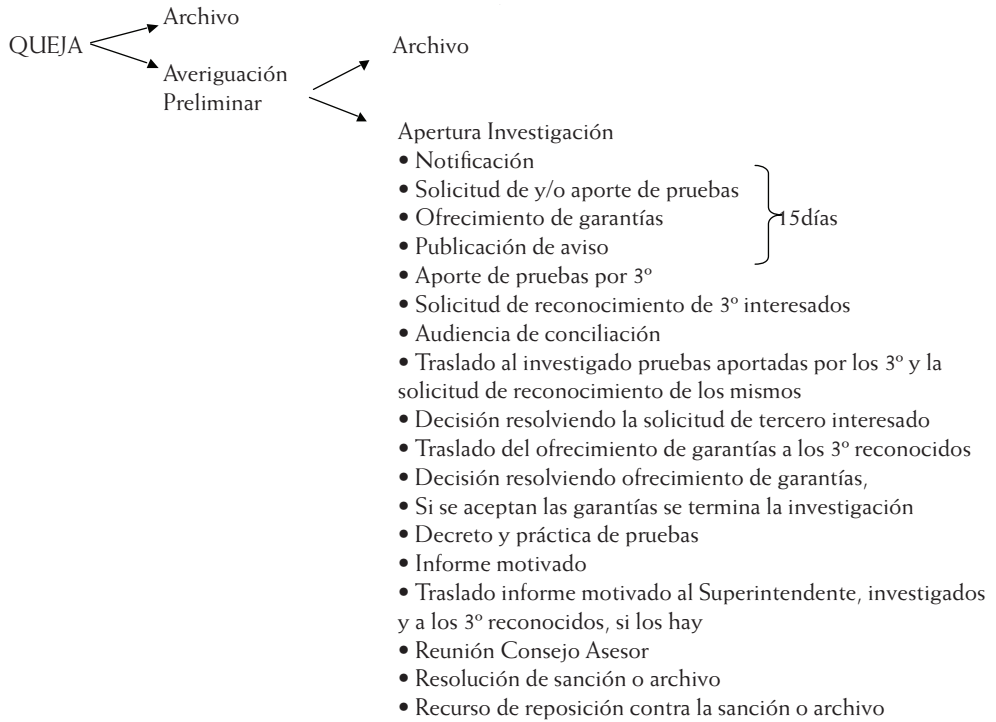 Archivo
QUEJA
Archivo
Averiguación
Preliminar
Apertura Investigación
• Notificación
• Solicitud de y/o aporte de pruebas
• Ofrecimiento de garantías
15días
• Publicación de aviso
• Aporte de pruebas por 3º
• Solicitud de reconocimiento de 3º interesados
• Audiencia de conciliación
• Traslado al investigado pruebas aportadas por los 3º y la
solicitud de reconocimiento de los mismos
• Decisión resolviendo la solicitud de tercero interesado
• Traslado del ofrecimiento de garantías a los 3º reconocidos
• Decisión resolviendo ofrecimiento de garantías,
• Si se aceptan las garantías se termina la investigación
• Decreto y práctica de pruebas
• Informe motivado
• Traslado informe motivado al Superintendente, investigados
y a los 3º reconocidos, si los hay
• Reunión Consejo Asesor
• Resolución de sanción o archivo
• Recurso de reposición contra la sanción o archivo